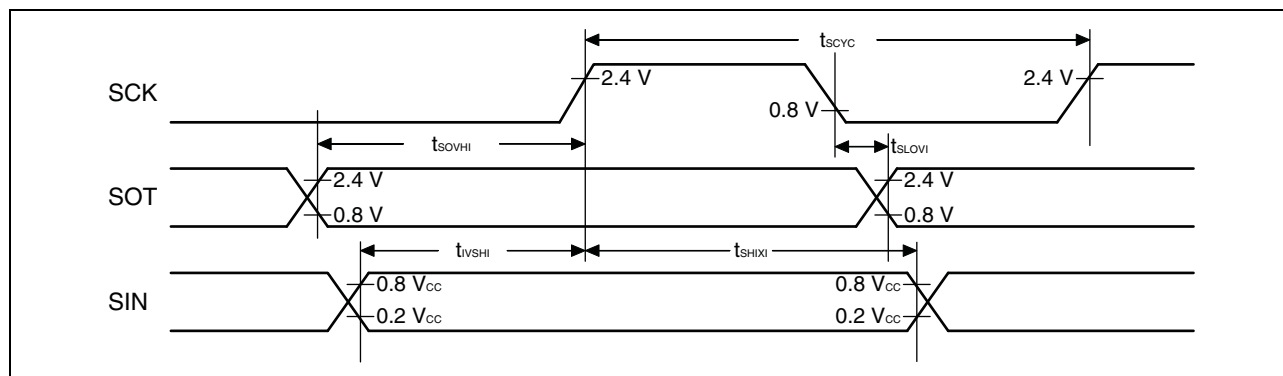 tSCYC
SCK
2.4 V
0.8 V
2.4 V
tSOVHI
tSLOVI
SOT
2.4 V
0.8 V
2.4 V
0.8 V
tIVSHI
tSHIXI
SIN
0.8 VCC
0.2 VCC
0.8 VCC
0.2 VCC